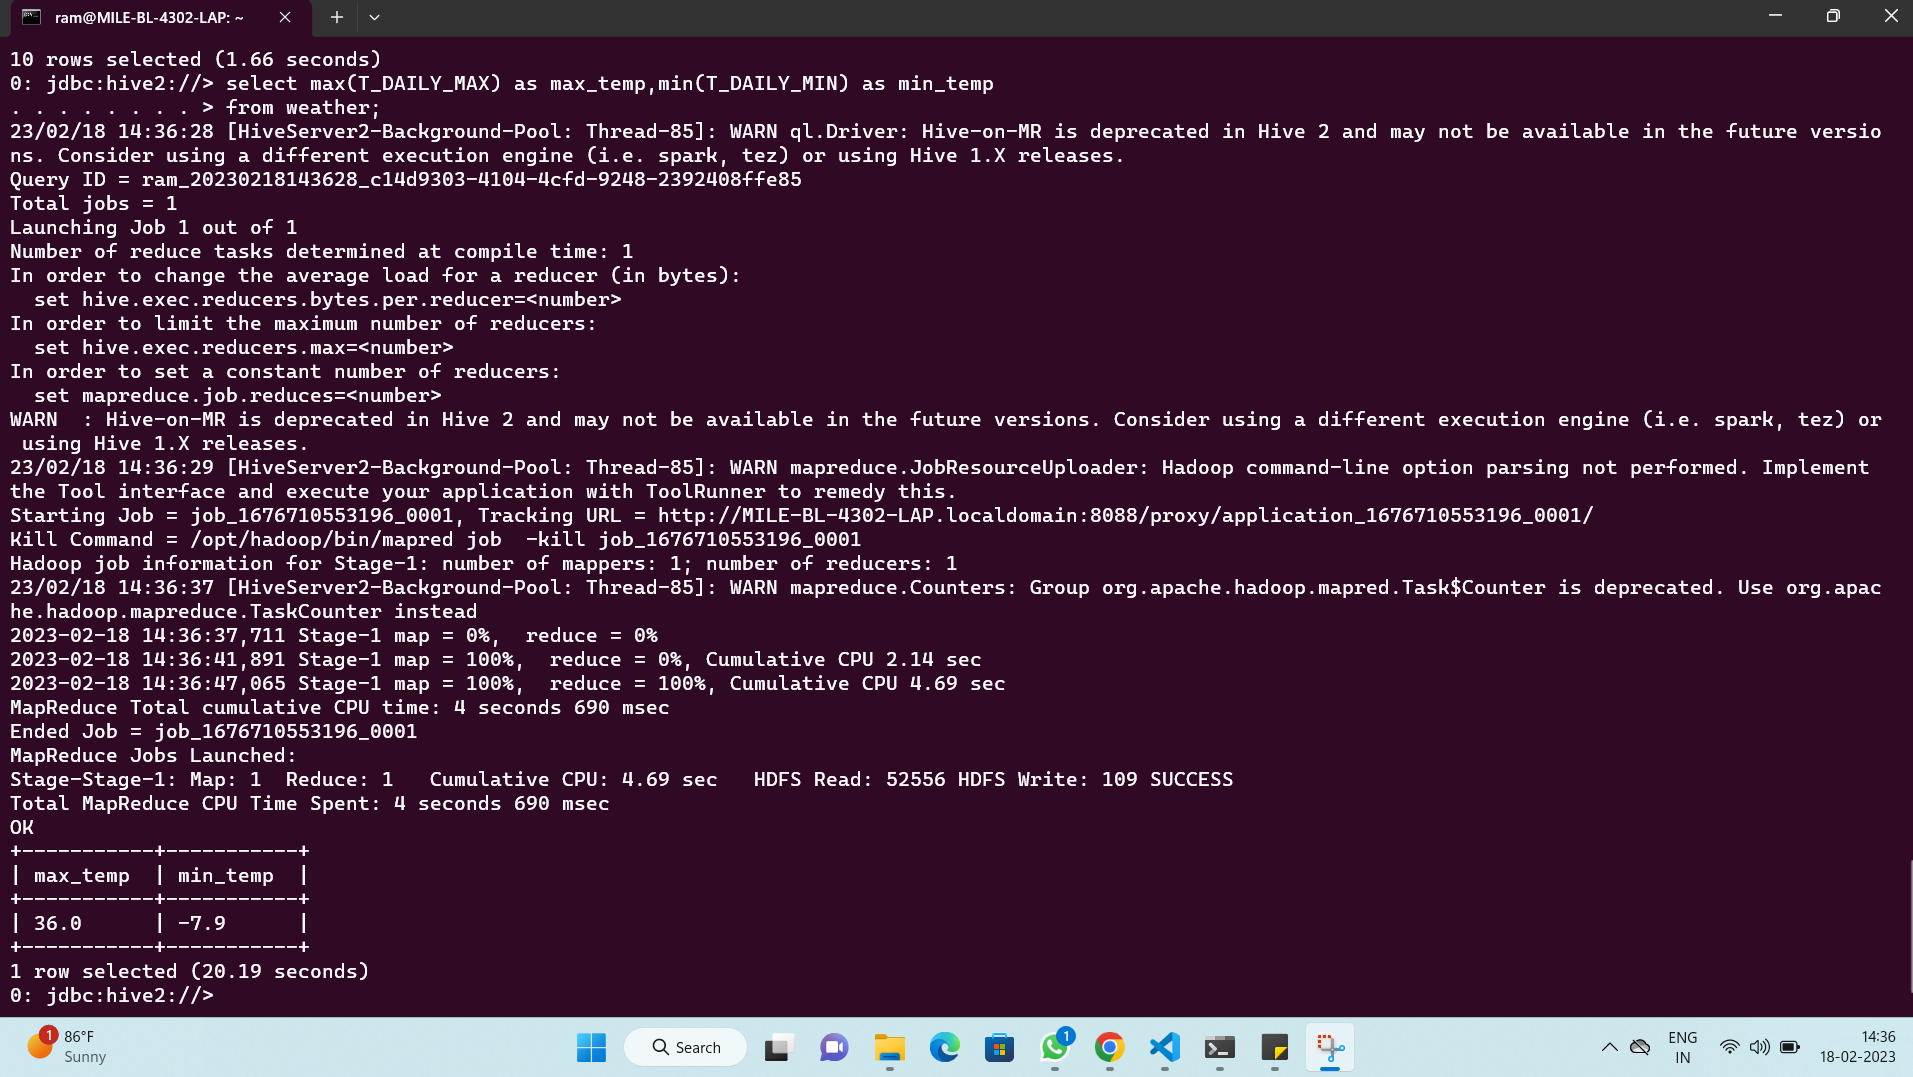 ram@MILE-BL-4302-LAP: ~
10 rows selected (1.66 seconds)
0: jdbc:hive2://> select max(T_DAILY_MAX) as max_temp,min(T_DAILY_MIN) as min_temp
. . . . . . . . > from weather;
23/02/18 14:36:28 [HiveServer2-Background-Pool: Thread-85]: WARN ql.Driver: Hive-on-MR is deprecated in Hive 2 and may not be available in the future versio
ns. Consider using a different execution engine (i.e. spark, tez) or using Hive 1.X releases.
Query ID = ram_20230218143628_c14d9303-4104-4cfd-9248-2392408ffe85
Total jobs = 1
Launching Job 1 out of 1
Number of reduce tasks determined at compile time: 1
In order to change the average load for a reducer (in bytes):
  set hive.exec.reducers.bytes.per.reducer=<number>
In order to limit the maximum number of reducers:
  set hive.exec.reducers.max=<number>
In order to set a constant number of reducers:
  set mapreduce.job.reduces=<number>
WARN  : Hive-on-MR is deprecated in Hive 2 and may not be available in the future versions. Consider using a different execution engine (i.e. spark, tez) or
 using Hive 1.X releases.
23/02/18 14:36:29 [HiveServer2-Background-Pool: Thread-85]: WARN mapreduce.JobResourceUploader: Hadoop command-line option parsing not performed. Implement
the Tool interface and execute your application with ToolRunner to remedy this.
Starting Job = job_1676710553196_0001, Tracking URL = http://MILE-BL-4302-LAP.localdomain:8088/proxy/application_1676710553196_0001/
Kill Command = /opt/hadoop/bin/mapred job  -kill job_1676710553196_0001
Hadoop job information for Stage-1: number of mappers: 1; number of reducers: 1
23/02/18 14:36:37 [HiveServer2-Background-Pool: Thread-85]: WARN mapreduce.Counters: Group org.apache.hadoop.mapred.Task$Counter is deprecated. Use org.apac
he.hadoop.mapreduce.TaskCounter instead
2023-02-18 14:36:37,711 Stage-1 map = 0%,  reduce = 0%
2023-02-18 14:36:41,891 Stage-1 map = 100%,  reduce = 0%, Cumulative CPU 2.14 sec
2023-02-18 14:36:47,065 Stage-1 map = 100%,  reduce = 100%, Cumulative CPU 4.69 sec
MapReduce Total cumulative CPU time: 4 seconds 690 msec
Ended Job = job_1676710553196_0001
MapReduce Jobs Launched:
Stage-Stage-1: Map: 1  Reduce: 1   Cumulative CPU: 4.69 sec   HDFS Read: 52556 HDFS Write: 109 SUCCESS
Total MapReduce CPU Time Spent: 4 seconds 690 msec
OK
+-----------+-----------+
| max_temp  | min_temp  |
+-----------+-----------+
| 36.0      | -7.9      |
+-----------+-----------+
1 row selected (20.19 seconds)
0: jdbc:hive2://>
1
86°F
Sunny
Search
1
ENG
IN
14:36
18-02-2023